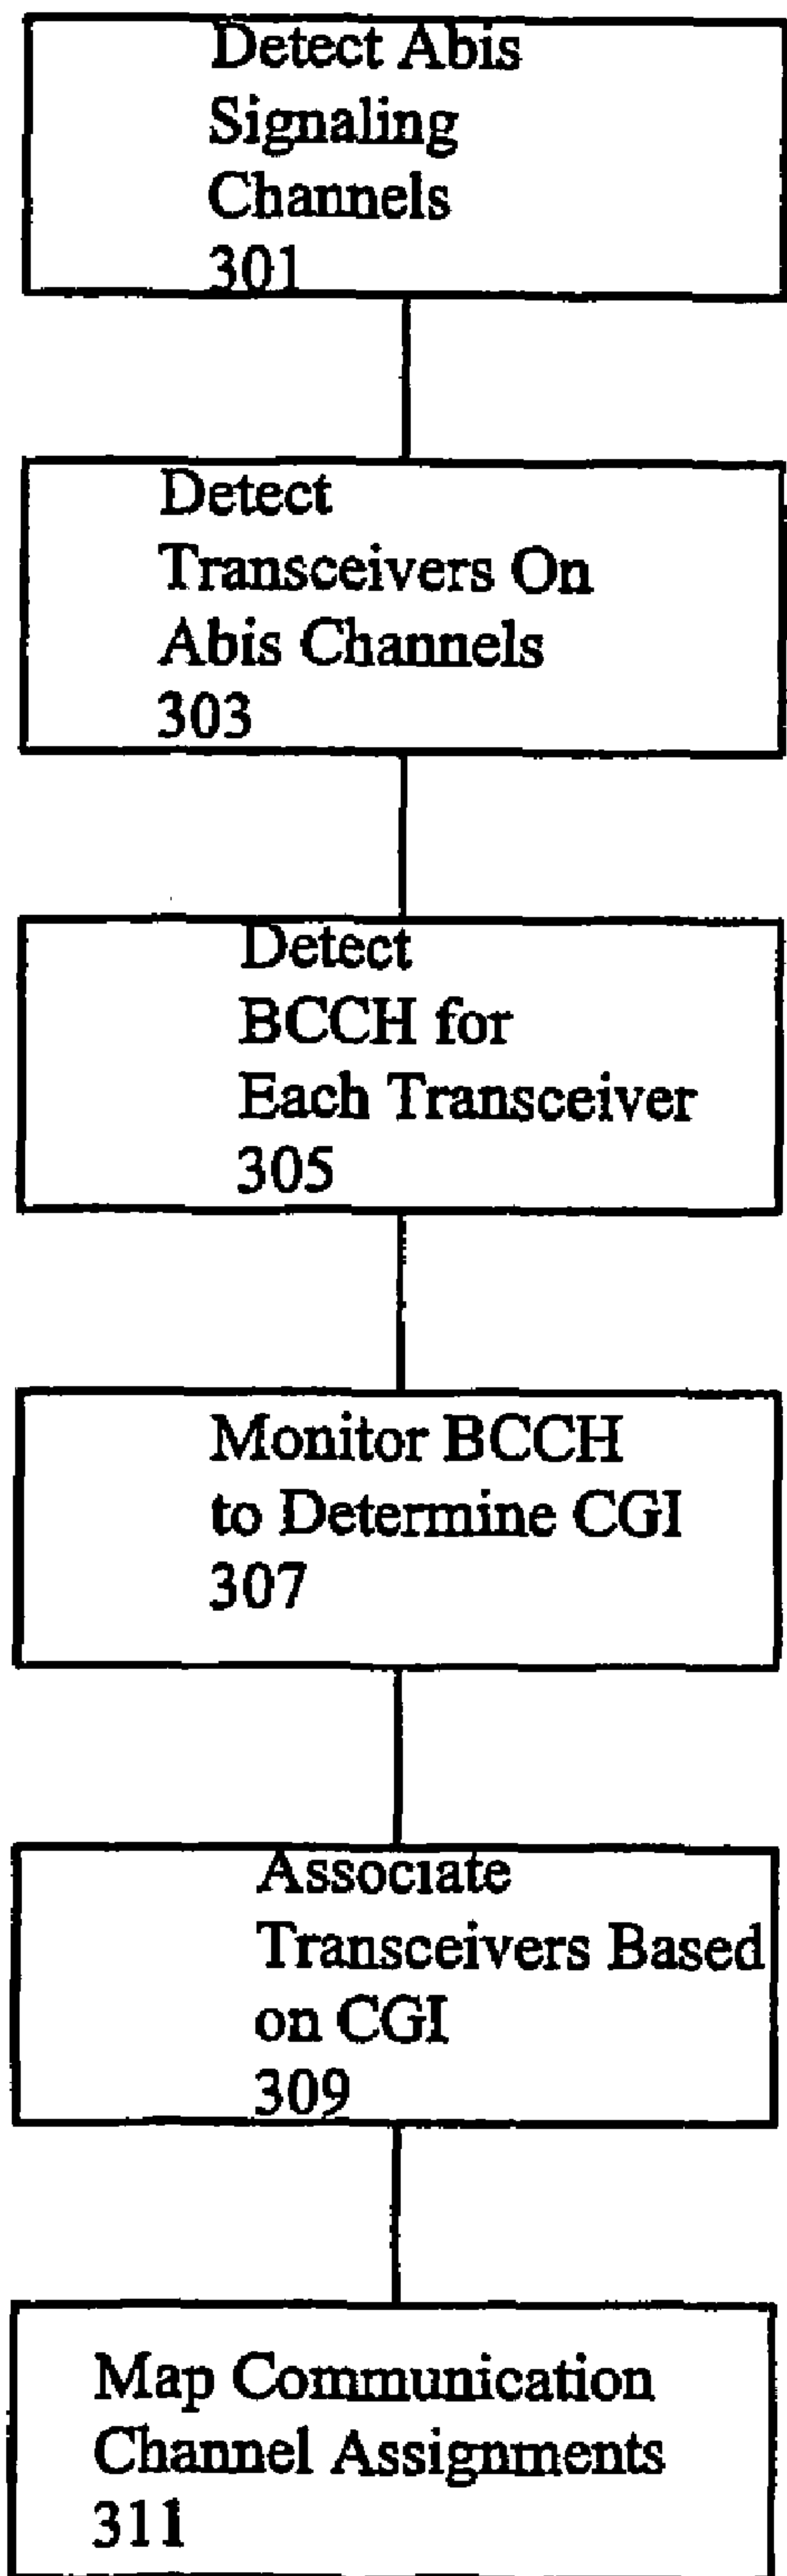 Detect Abis
Signaling
Channels
301
Detect
Transceivers On
Abis Channels
303
Detect
BCCH for
Each Transceiver
305
Monitor BCCH
to Determine CGI
307
Associate
Transceivers Based
on CGI
309
Map Communication
Channel Assignments
311